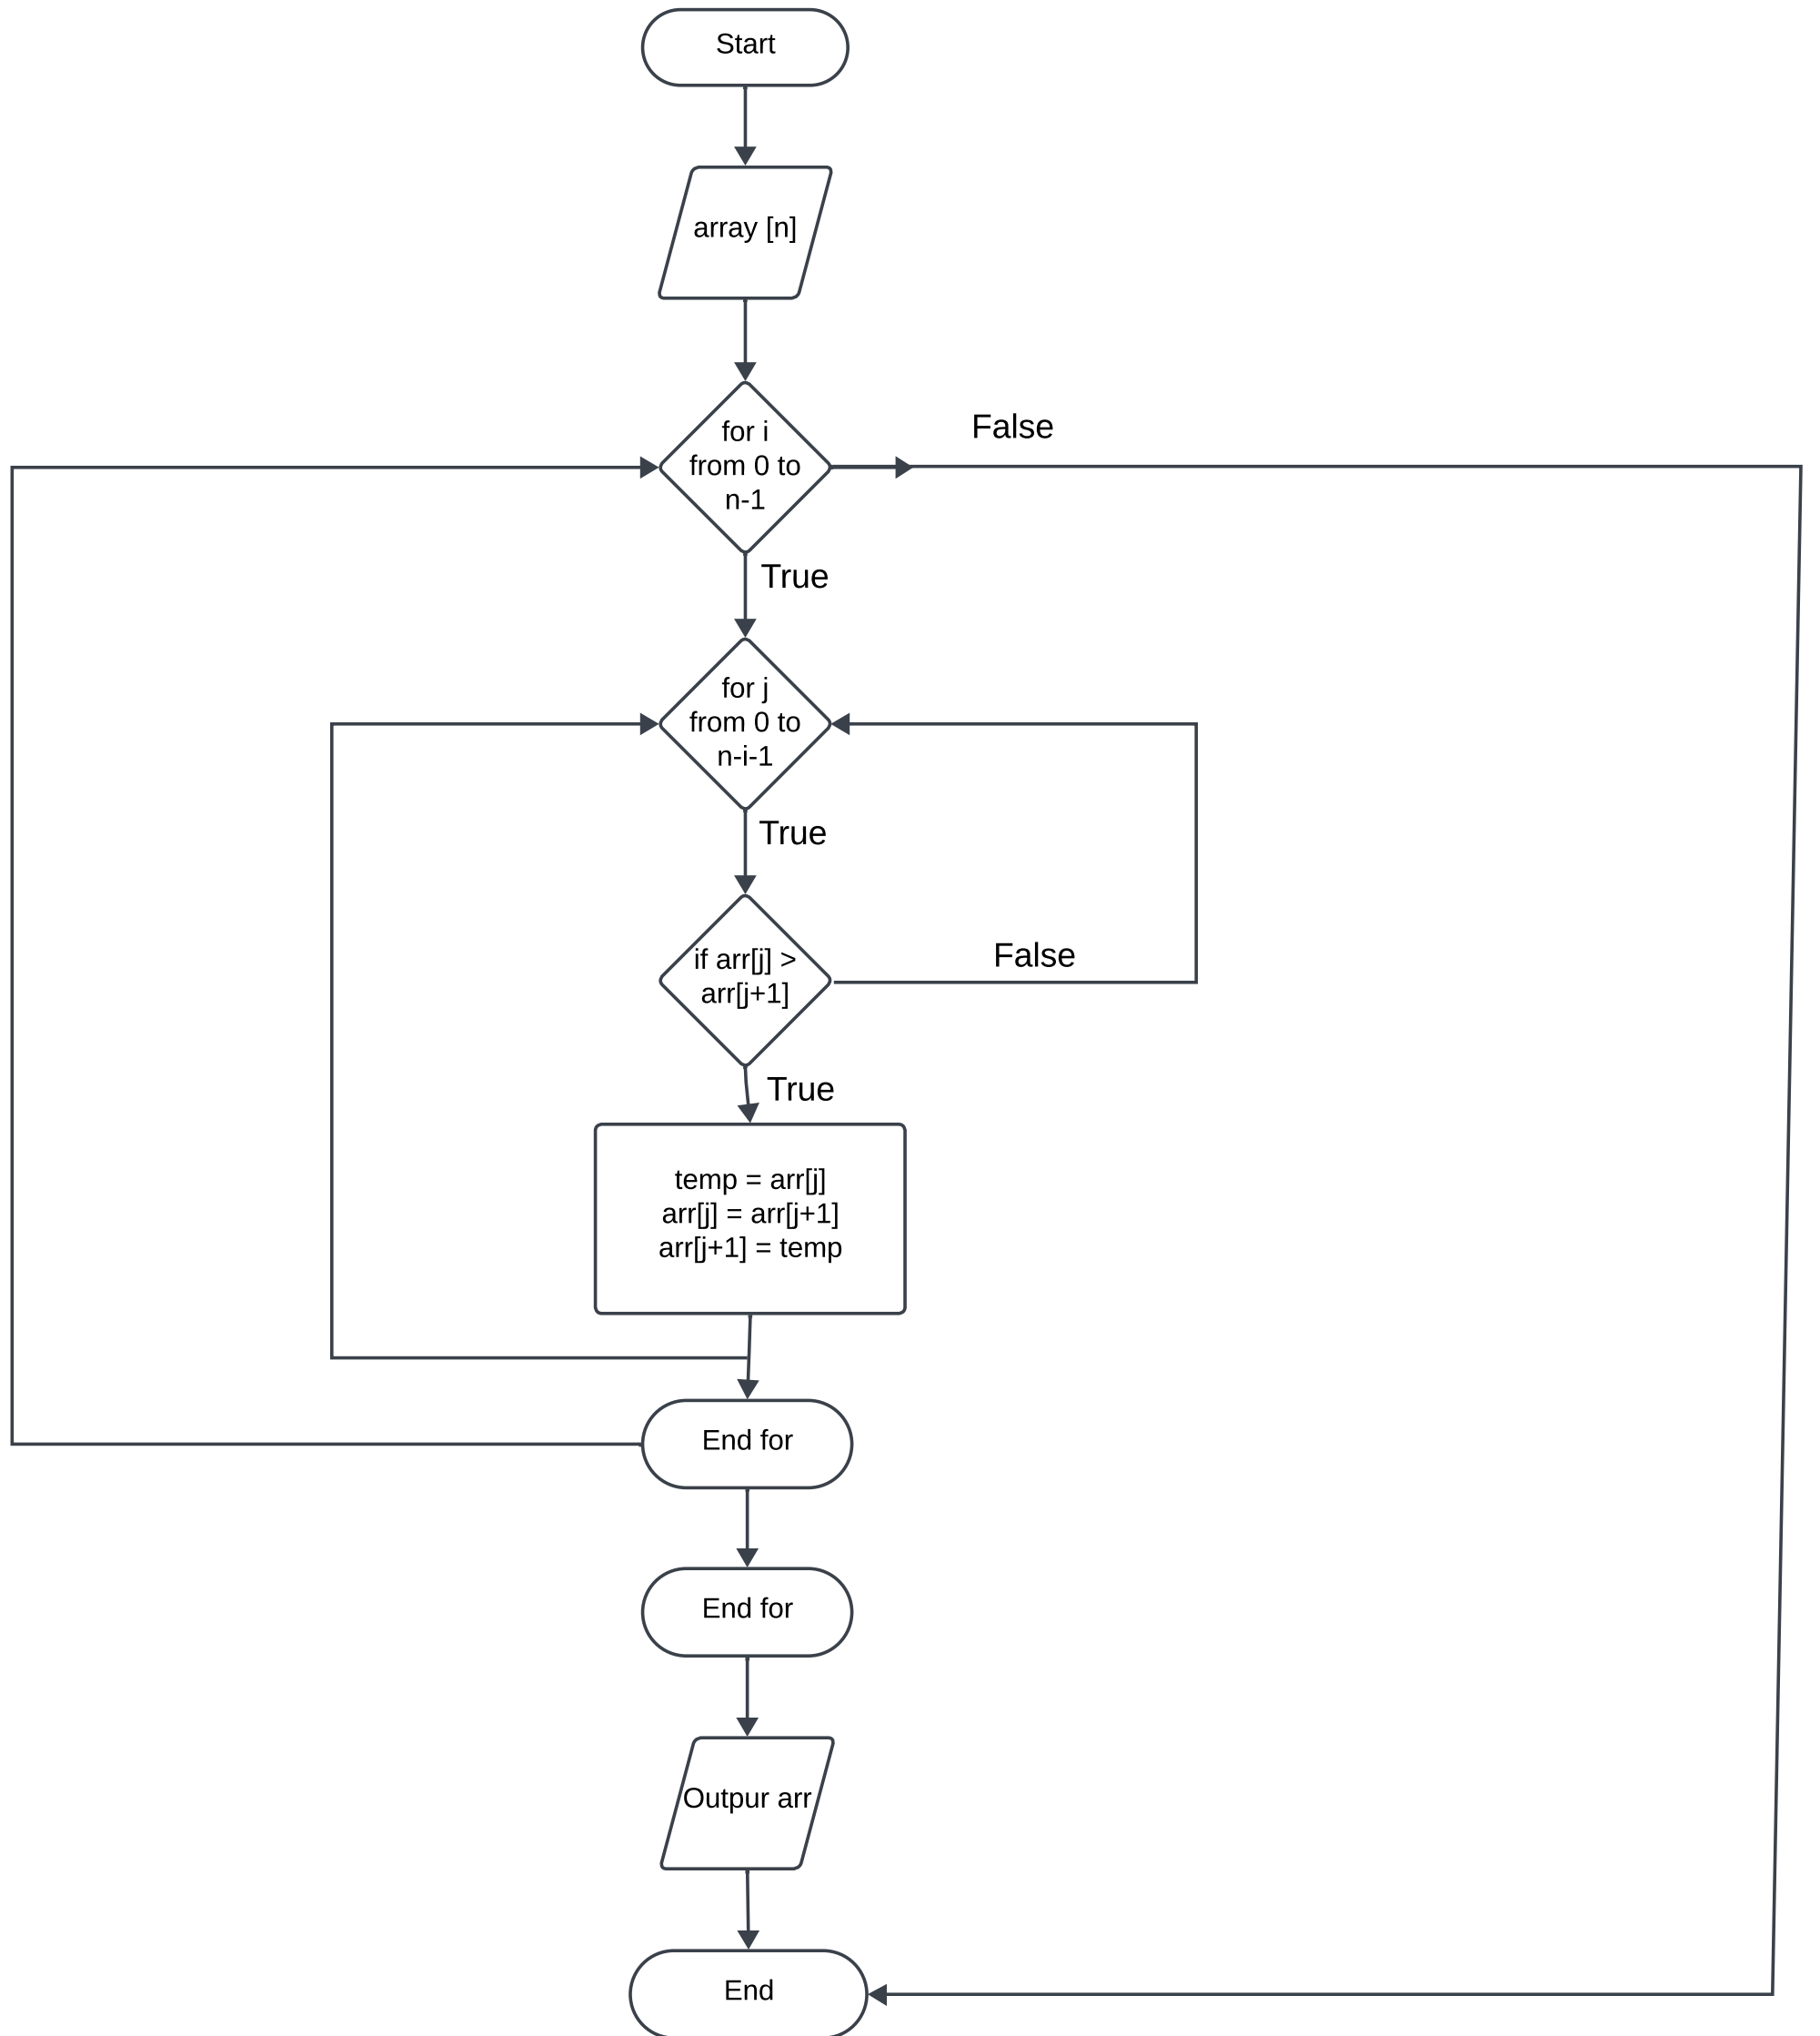 Start
array [n]
for i
from 0 to
n-1
False
True
for j
from 0 to
n-i-1
True
if arr[j] >
arr[j+1]
False
True
temp = arr[j]
arr[j] = arr[j+1]
arr[j+1] = temp
End for
End for
Outpur arr
End